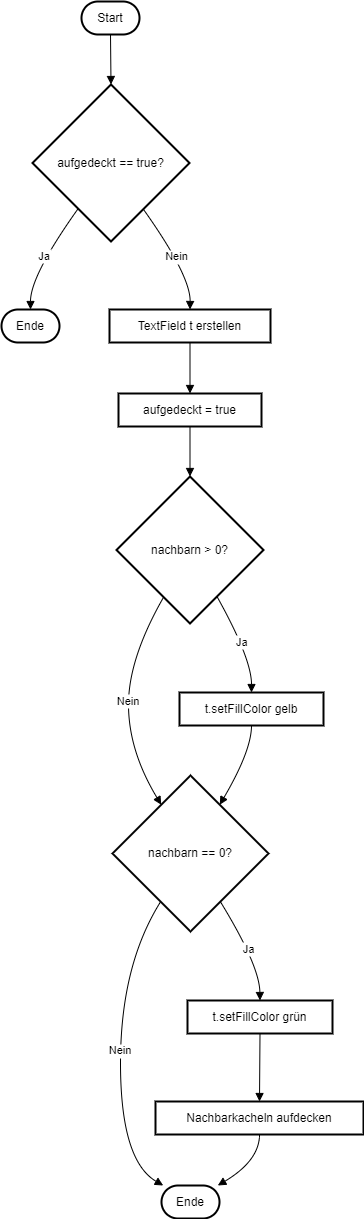 Start
aufgedeckt == true?
Ja
Nein
Ende
TextField t erstellen
aufgedeckt = true
nachbarn > 0?
Ja
Nein
t.setFillColor gelb
nachbarn == 0?
Ja
t.setFillColor grün
Nein
Nachbarkacheln aufdecken
Ende